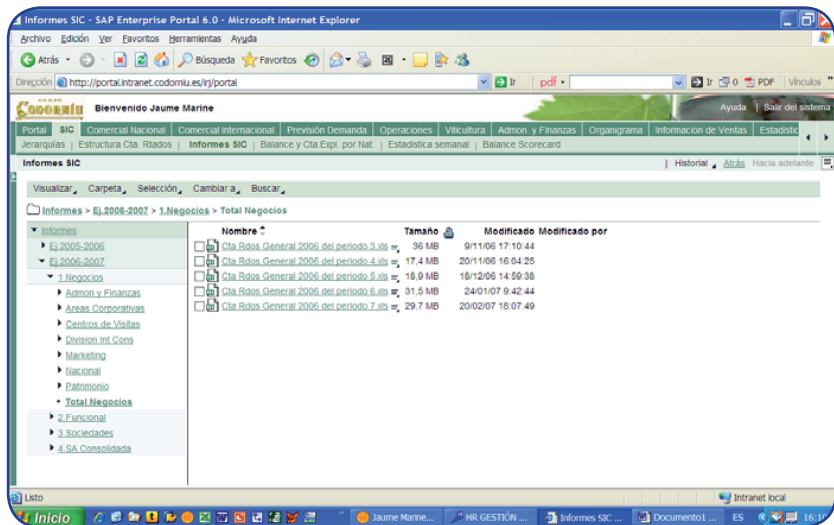 Informes SIC - SAP Enterprise Portal 6.0 - Microsoft Internet Explorer
Archivo Edición Ver Favoritos Herramientas Ayuda
Atrás Búsqueda Favoritos
Dirección http://portal.intranet.codorniu.es/irj/portal Ir pdf Ir 0 PDF Vínculos »
CODORNIU Bienvenido Jaume Marine Ayuda | Salir del sistema
Portal SIC Comercial Nacional Comercial Internacional Previsión Demanda Operaciones Viticultura Admon. y Finanzas Organigrama Informacion de Ventas Estadistic
Jerarquías | Estructura Cta. Rtados | Informes SIC | Balance y Cta.Expl. por Nat. | Estadistica semanal | Balance Scorecard
Informes SIC | Historial Atrás Hacia adelante
Visualizar Carpeta Selección Cambiar a Buscar
Informes > Ej.2006-2007 > 1.Negocios > Total Negocios
Informes
Ej.2005-2006
Ej.2006-2007
1.Negocios
Admon y Finanzas
Areas Corporativas
Centros de Visitas
Division Int Cons
Marketing
Nacional
Patrimonio
Total Negocios
2.Funcional
3.Sociedades
4.SA Consolidada
Nombre Tamaño Modificado Modificado por
Cta Rdos General 2006 del periodo 3.xls 36 MB 9/11/06 17:10:44
Cta Rdos General 2006 del periodo 4.xls 17,4 MB 20/11/06 16:04:25
Cta Rdos General 2006 del periodo 5.xls 18,9 MB 18/12/06 14:59:38
Cta Rdos General 2006 del periodo 6.xls 31,5 MB 24/01/07 9:42:44
Cta Rdos General 2006 del periodo 7.xls 29,7 MB 20/02/07 18:07:49
Listo Intranet local
Inicio Jaume Marine... HR GESTIÓN ... Informes SIC ... Documento1 ... ES